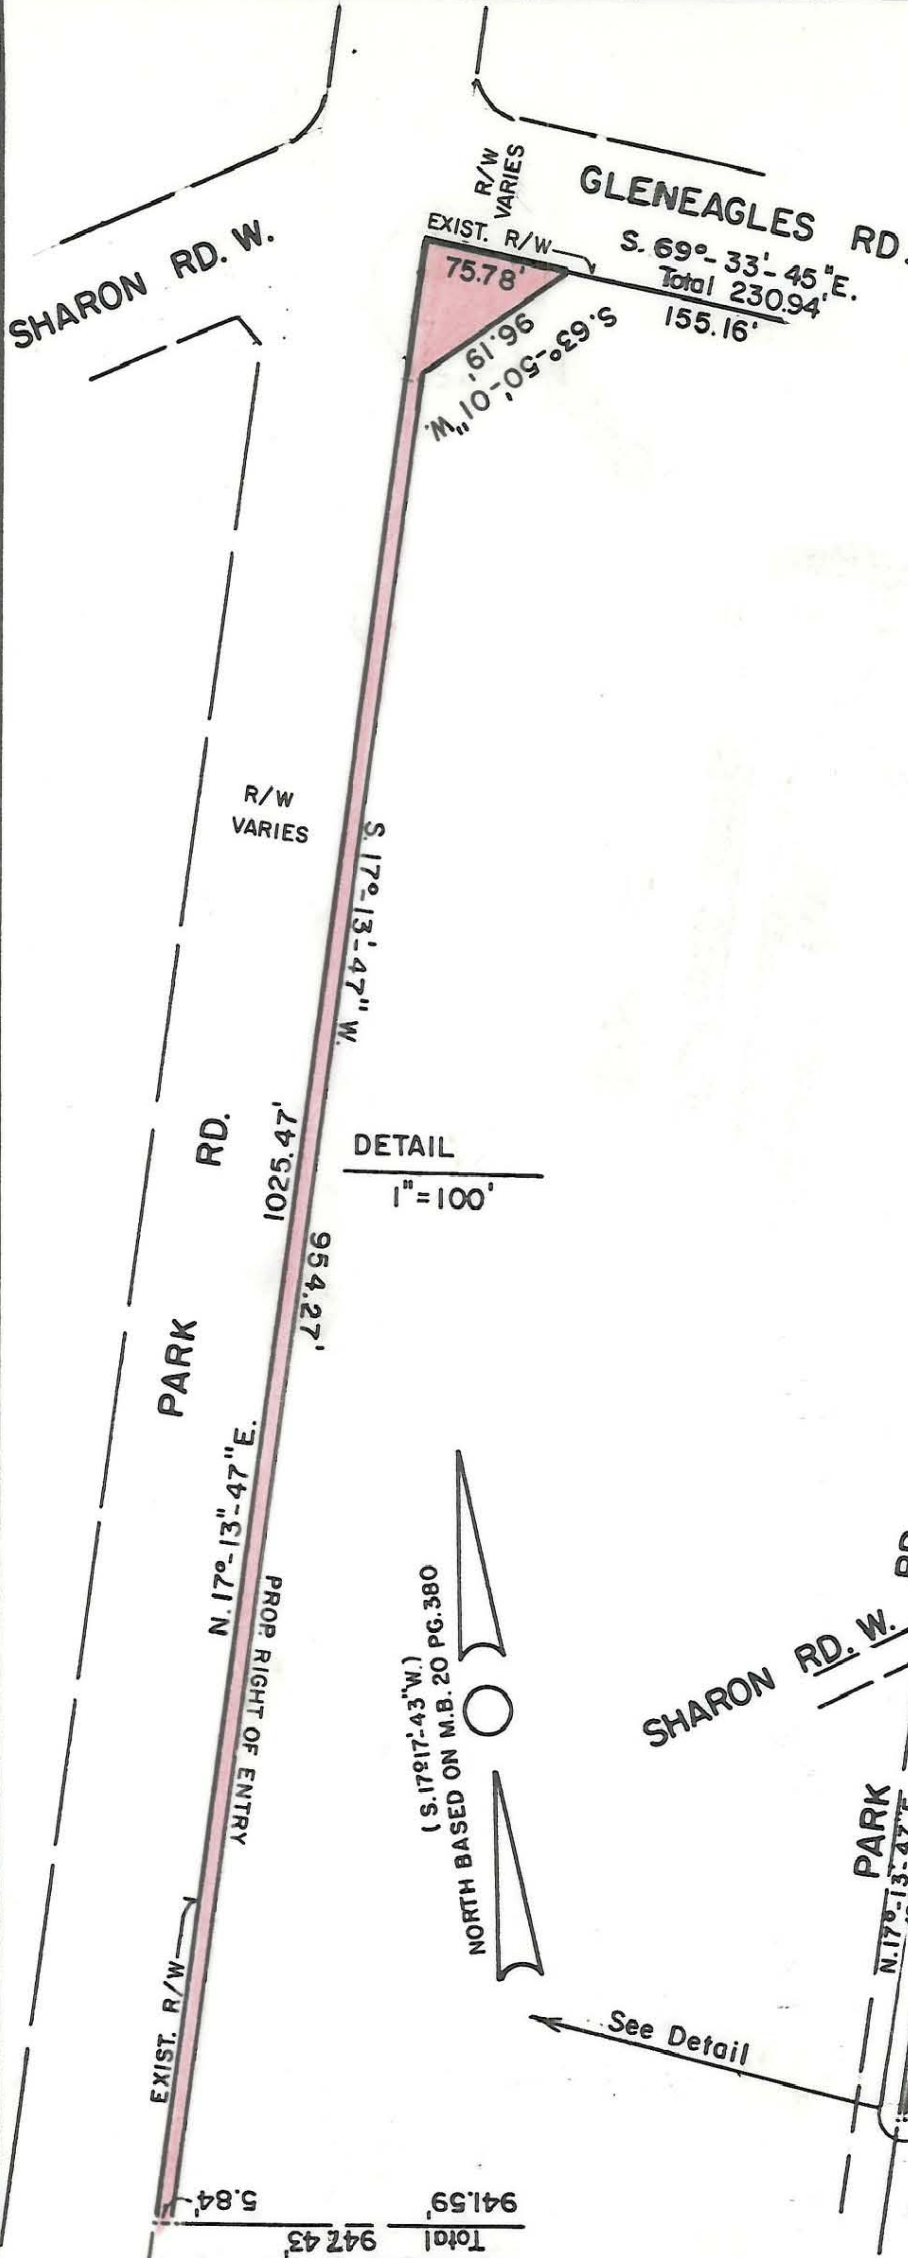 R/W
VARIES
GLENEAGLES RD.
EXIST. R/W
S. 69°-33'-45"E.
Total 230.94'
155.16'
75.78'
SHARON RD. W.
96.19'
S.63°-50'-01"W.
R/W
VARIES
S. 17°-13'-47" W.
RD.
1025.47'
DETAIL
1"=100'
954.27'
PARK
N. 17°-13"-47"E.
PROP. RIGHT OF ENTRY
(S.17°17'-43"W.)
NORTH BASED ON M.B. 20 PG.380
SHARON RD. W.
PARK
N.17°-13'-47"E
EXIST. R/W
See Detail
5.84'
941.59'
Total 947.43'